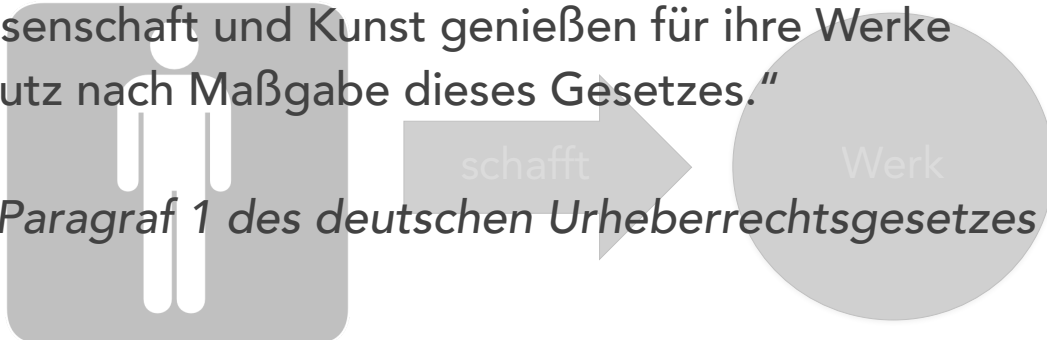 senschaft und Kunst genießen für ihre Werke
utz nach Maßgabe dieses Gesetzes.“
schafft
Werk
Paragraf 1 des deutschen Urheberrechtsgesetzes